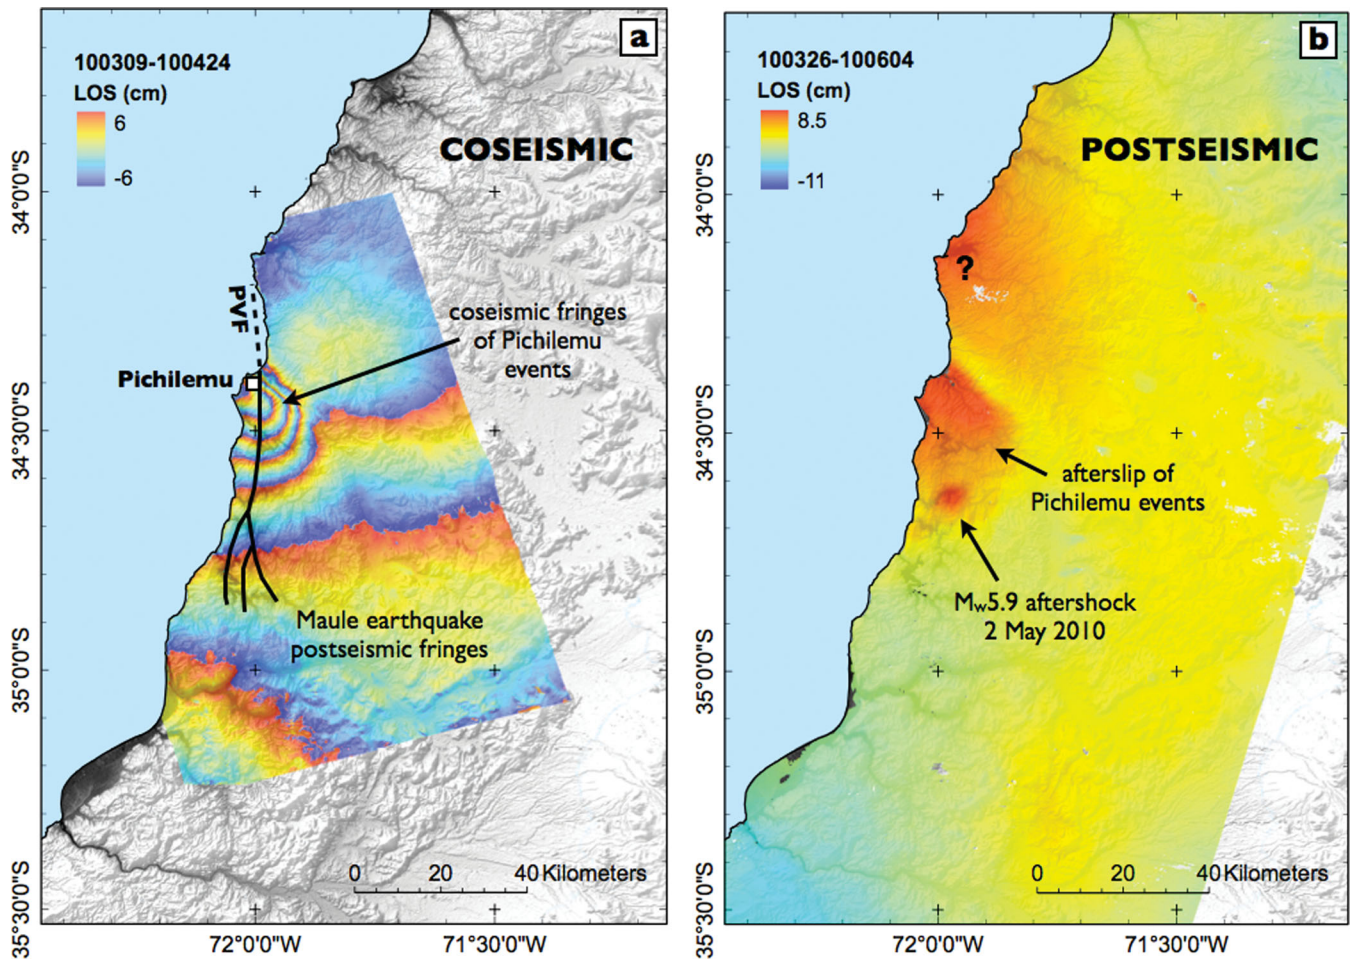 a
100309-100424
LOS (cm)
6
-6
COSEISMIC
PVF
coseismic fringes
of Pichilemu
events
Pichilemu
Maule earthquake
postseismic fringes
0 20 40 Kilometers
34°0'0"S
34°30'0"S
35°0'0"S
35°30'0"S
72°0'0"W
71°30'0"W
b
100326-100604
LOS (cm)
8.5
-11
POSTSEISMIC
?
afterslip of
Pichilemu events
Mw5.9 aftershock
2 May 2010
0 20 40 Kilometers
34°0'0"S
34°30'0"S
35°0'0"S
35°30'0"S
72°0'0"W
71°30'0"W